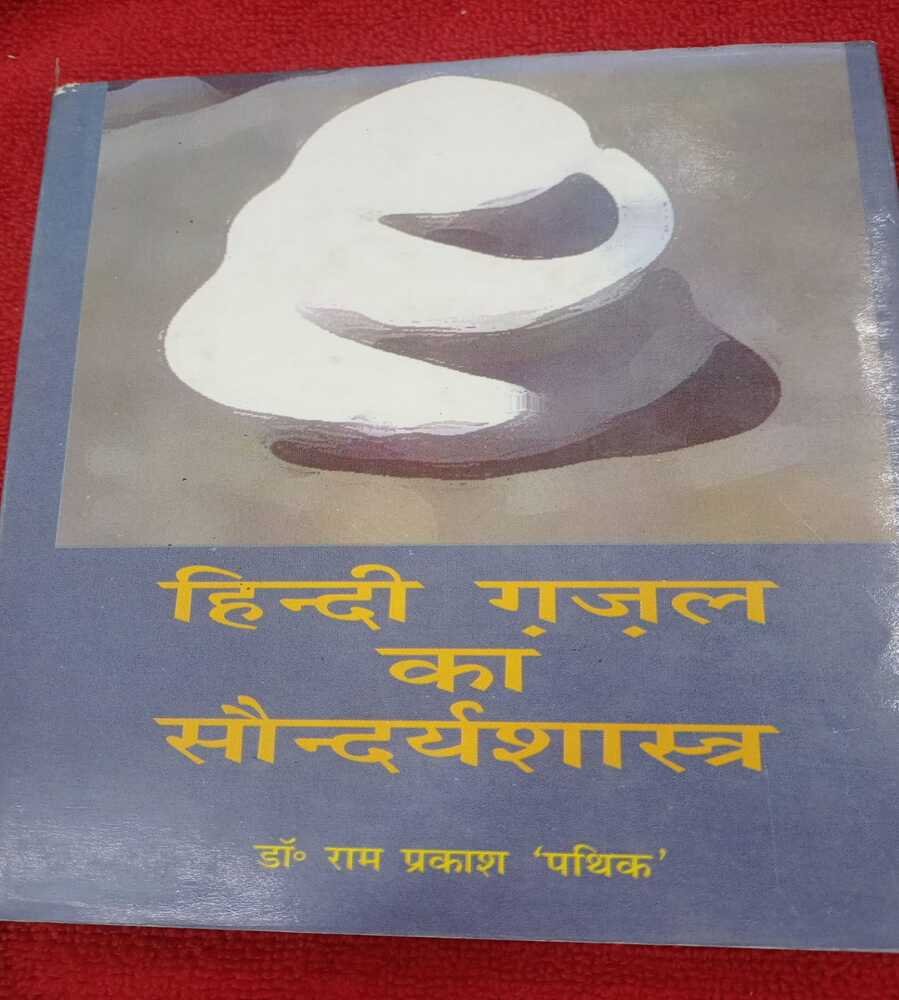 हिन्दी ग़ज़ल
का
सौन्दर्यशास्त्र
डॉ॰ राम प्रकाश ‘पथिक’